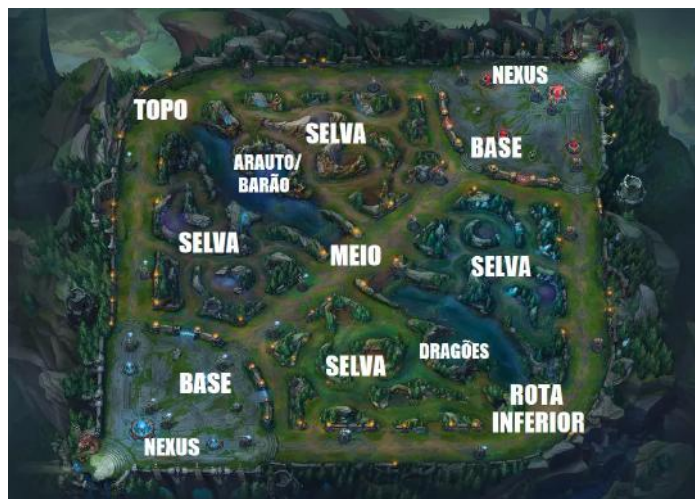 NEXUS
TOPO
SELVA
BASE
ARAUTO/
BARÃO
SELVA
MEIO
SELVA
DRAGÕES
SELVA
BASE
ROTA
INFERIOR
NEXUS